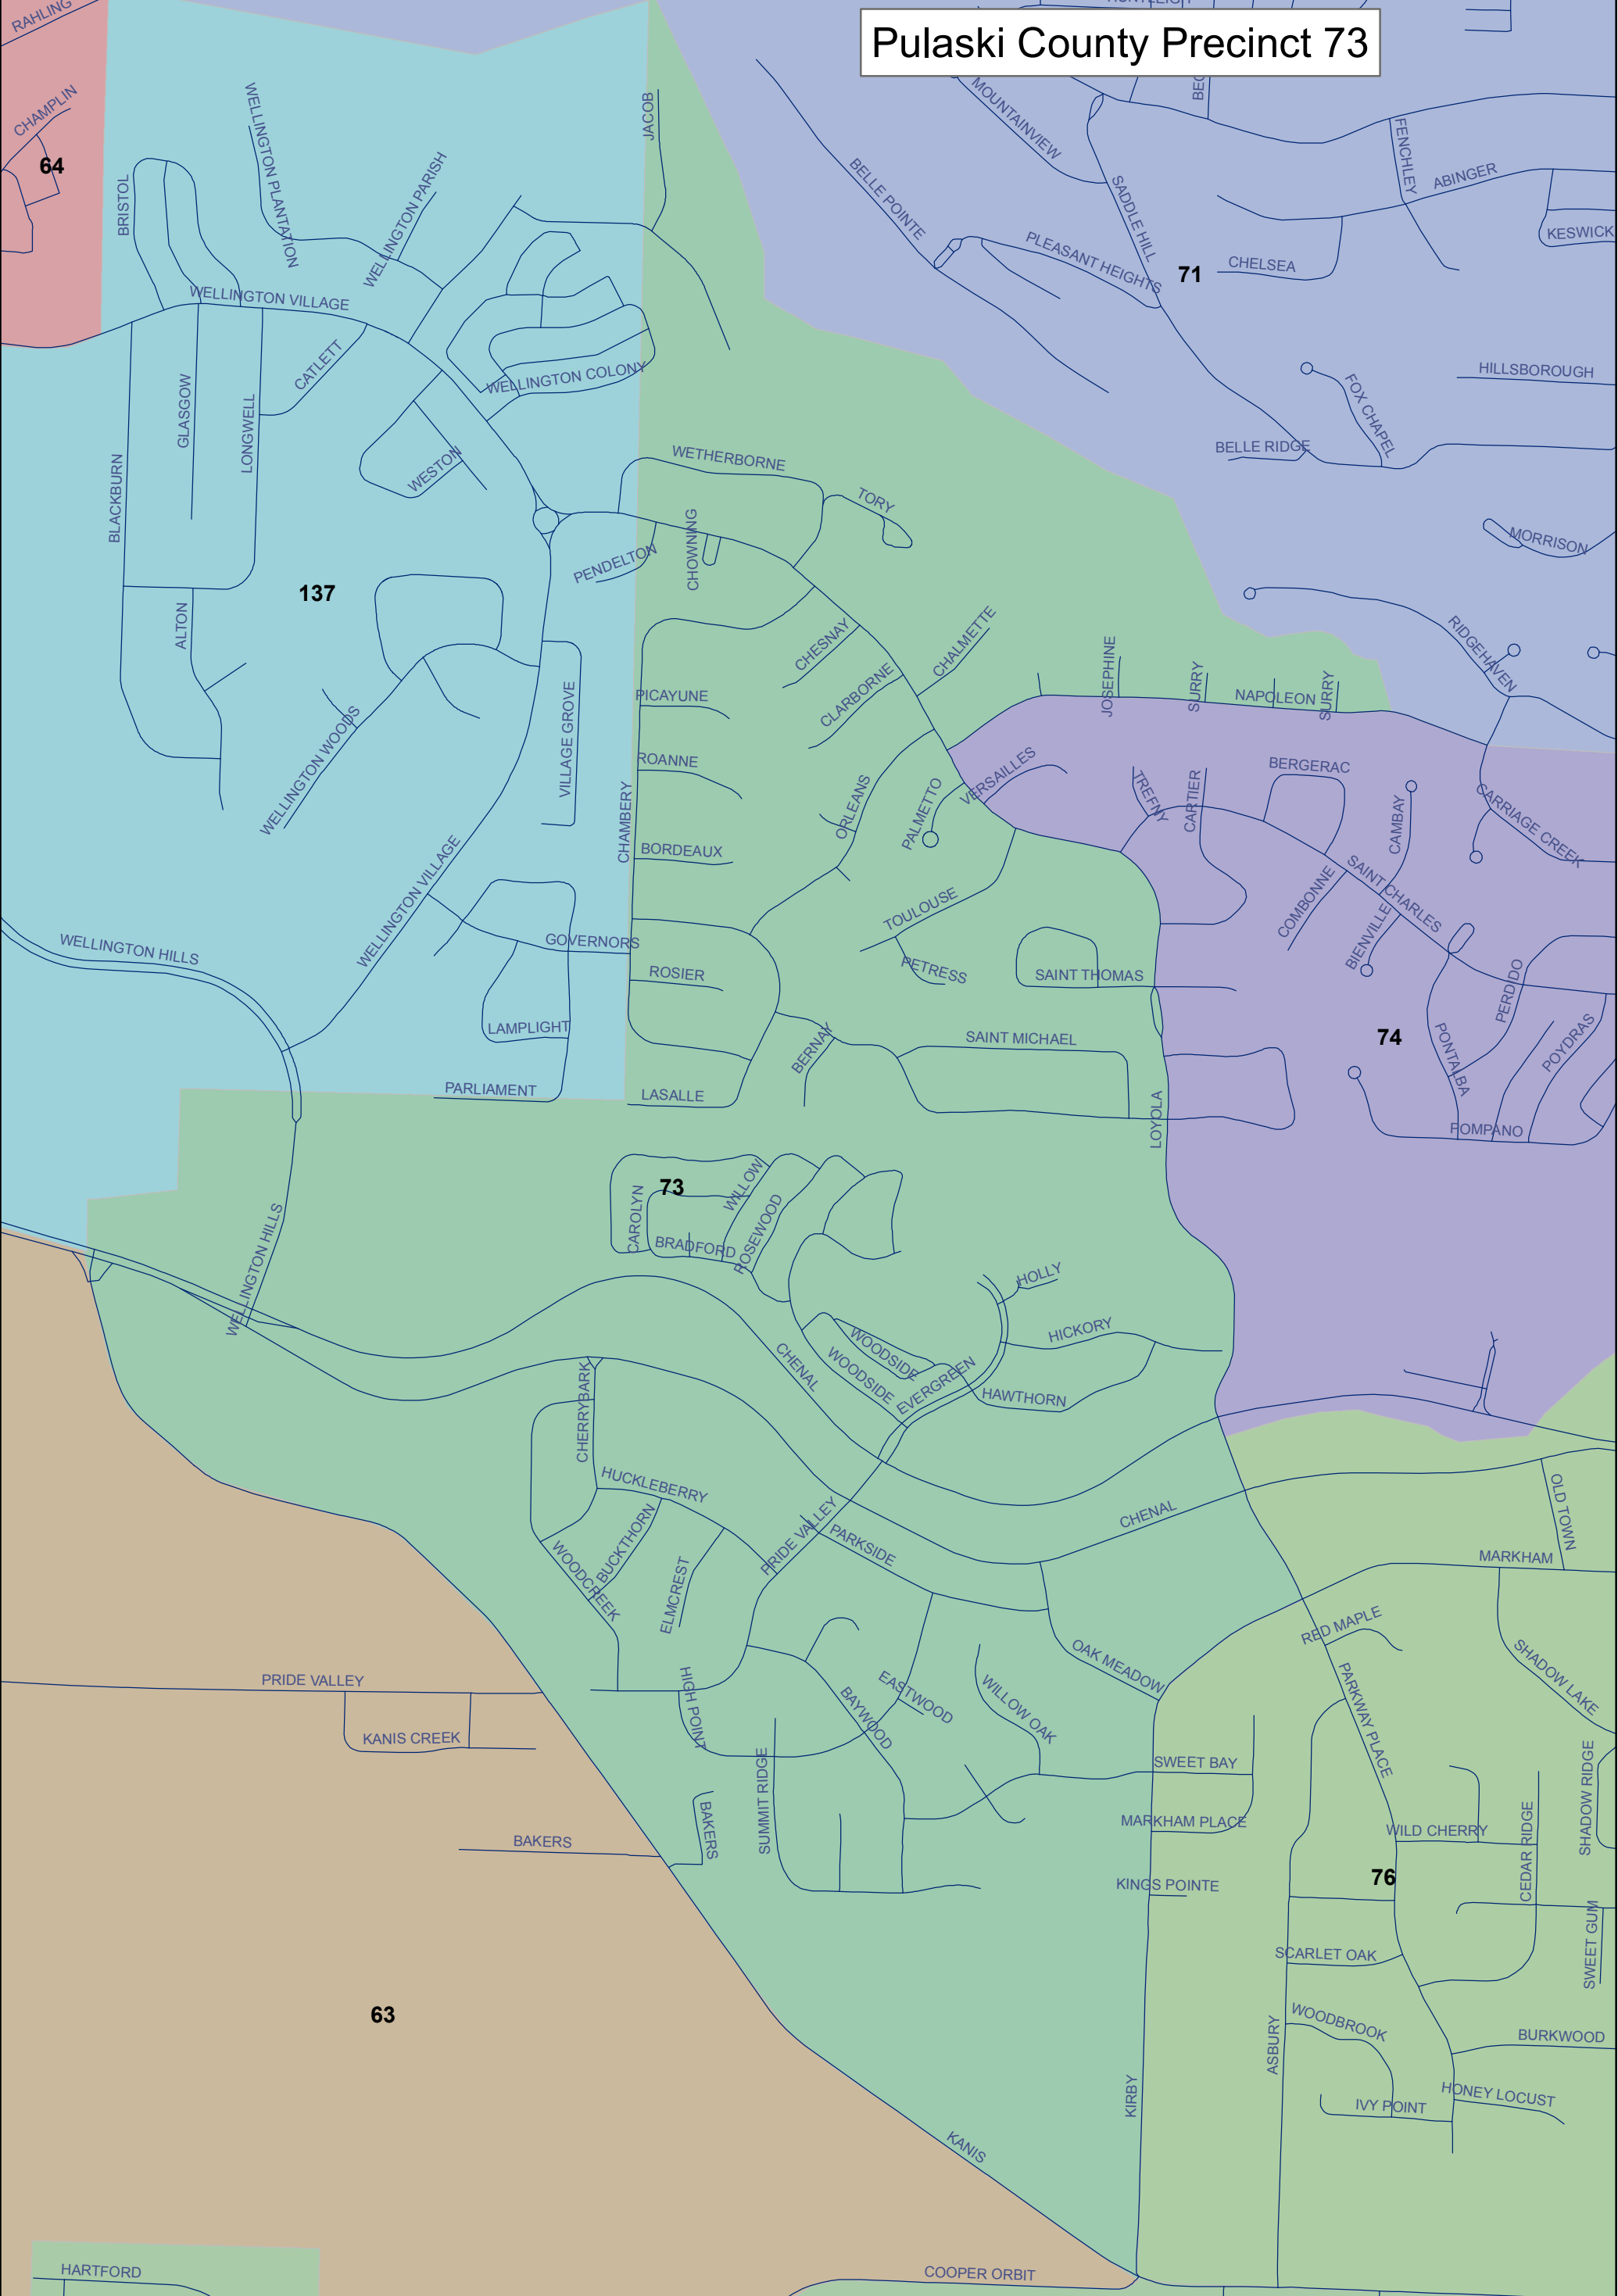 RAHLING
Pulaski County Precinct 73
CHAMPLIN
64
WELLINGTON PLANTATION
JACOB
MOUNTAINVIEW
FENCHLEY
ABINGER
BRISTOL
WELLINGTON PARISH
BELLE POINTE
SADDLE HILL
KESWICK
PLEASANT HEIGHTS
71
CHELSEA
WELLINGTON VILLAGE
CATLETT
WELLINGTON COLONY
HILLSBOROUGH
FOX CHAPEL
GLASGOW
LONGWELL
BELLE RIDGE
WETHERBORNE
WESTON
BLACKBURN
TORY
CHOWNING
MORRISON
PENDELTON
137
ALTON
CHESNAY
CHALMETTE
RIDGEHAVEN
JOSEPHINE
SURRY
NAPOLEON
SURRY
CLARBORNE
PICAYUNE
VILLAGE GROVE
WELLINGTON WOODS
ROANNE
VERSAILLES
BERGERAC
TREFNY
CARTIER
CAMBAY
CARRIAGE CREEK
ORLEANS
PALMETTO
CHAMBERY
BORDEAUX
SAINT CHARLES
COMBONNE
BIENVILLE
WELLINGTON VILLAGE
TOULOUSE
GOVERNORS
WELLINGTON HILLS
ROSIER
PETRESS
SAINT THOMAS
PERDIDO
LAMPLIGHT
BERNAY
SAINT MICHAEL
74
PONTALBA
POYDRAS
PARLIAMENT
LASALLE
LOYOLA
POMPANO
73
WILLOW
CAROLYN
ROSEWOOD
BRADFORD
WELLINGTON HILLS
HOLLY
HICKORY
WOODSIDE
WOODSIDE
CHENAL
EVERGREEN
HAWTHORN
CHERRYBARK
HUCKLEBERRY
OLD TOWN
CHENAL
BUCKTHORN
PRIDE VALLEY
PARKSIDE
WOODCREEK
ELMCREST
MARKHAM
RED MAPLE
OAK MEADOW
SHADOW LAKE
PRIDE VALLEY
HIGH POINT
EASTWOOD
WILLOW OAK
BAYWOOD
PARKWAY PLACE
KANIS CREEK
SWEET BAY
SUMMIT RIDGE
SHADOW RIDGE
BAKERS
MARKHAM PLACE
WILD CHERRY
CEDAR RIDGE
BAKERS
76
KINGS POINTE
SWEET GUM
SCARLET OAK
63
WOODBROOK
BURKWOOD
ASBURY
KIRBY
HONEY LOCUST
IVY POINT
KANIS
HARTFORD
COOPER ORBIT